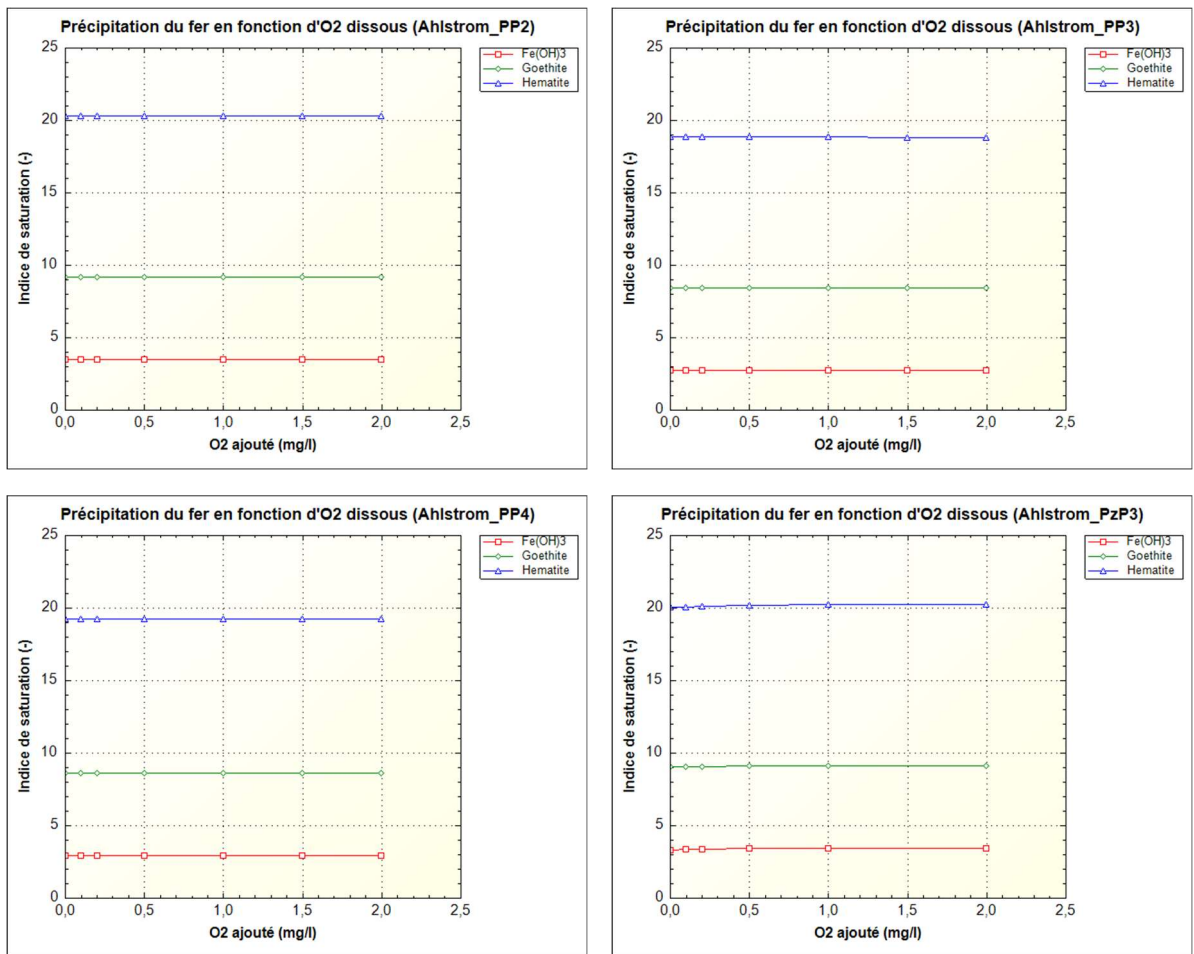 Précipitation du fer en fonction d'O2 dissous (Ahlstrom_PP2)
Fe(OH)3
Goethite
Hematite
Indice de saturation (-)
25
20
15
10
5
0
0,0 0,5 1,0 1,5 2,0 2,5
O2 ajouté (mg/l)
Précipitation du fer en fonction d'O2 dissous (Ahlstrom_PP3)
Fe(OH)3
Goethite
Hematite
Indice de saturation (-)
25
20
15
10
5
0
0,0 0,5 1,0 1,5 2,0 2,5
O2 ajouté (mg/l)
Précipitation du fer en fonction d'O2 dissous (Ahlstrom_PP4)
Fe(OH)3
Goethite
Hematite
Indice de saturation (-)
25
20
15
10
5
0
0,0 0,5 1,0 1,5 2,0 2,5
O2 ajouté (mg/l)
Précipitation du fer en fonction d'O2 dissous (Ahlstrom_PzP3)
Fe(OH)3
Goethite
Hematite
Indice de saturation (-)
25
20
15
10
5
0
0,0 0,5 1,0 1,5 2,0 2,5
O2 ajouté (mg/l)